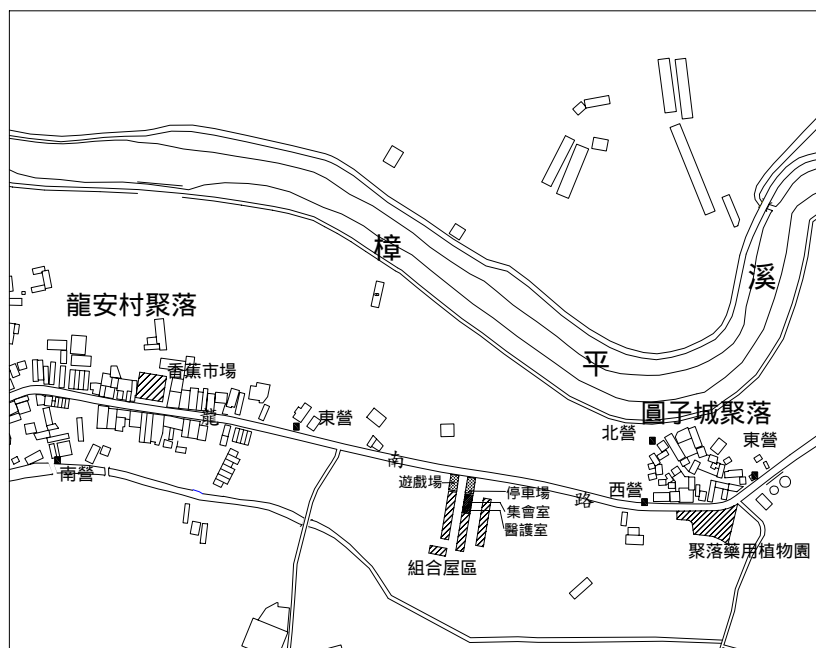 樟
平
溪
龍安村聚落
香蕉市場
東營
龍
南
路
南營
圓子城聚落
北營
東營
西營
遊戲場
停車場
集會室
醫護室
組合屋區
聚落藥用植物園